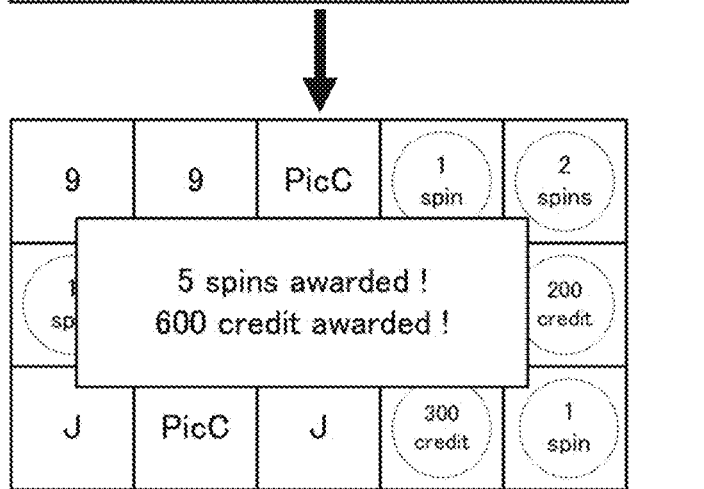 9 9 PicC 1 spin 2 spins
5 spins awarded !
600 credit awarded !
200 credit
J PicC J 300 credit 1 spin